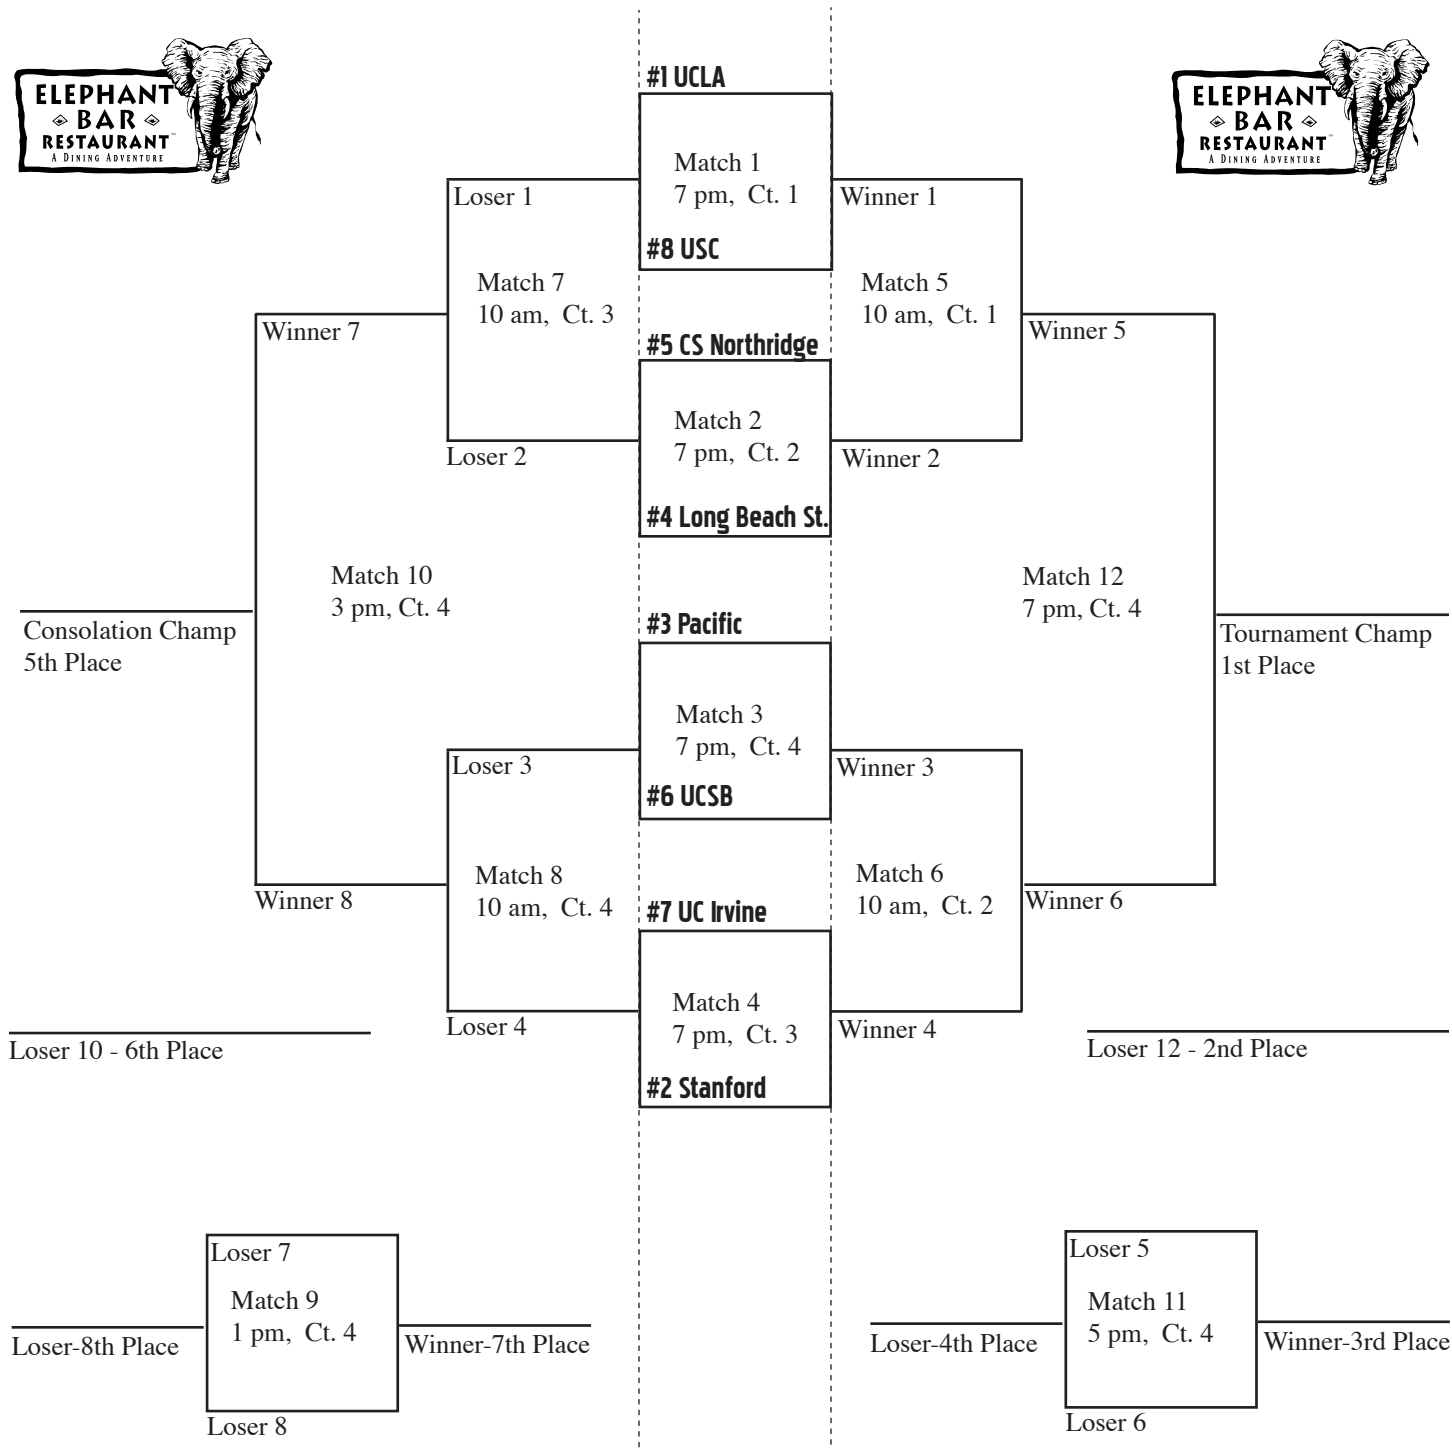 ELEPHANT
BAR
RESTAURANT
A DINING ADVENTURE
ELEPHANT
BAR
RESTAURANT
A DINING ADVENTURE
#1 UCLA
Match 1
7 pm, Ct. 1
#8 USC
Loser 1
Winner 1
Match 7
10 am, Ct. 3
Match 5
10 am, Ct. 1
Winner 7
Winner 5
#5 CS Northridge
Match 2
7 pm, Ct. 2
#4 Long Beach St.
Loser 2
Winner 2
Match 10
3 pm, Ct. 4
Match 12
7 pm, Ct. 4
Consolation Champ
5th Place
Tournament Champ
1st Place
#3 Pacific
Match 3
7 pm, Ct. 4
#6 UCSB
Loser 3
Winner 3
Match 8
10 am, Ct. 4
Match 6
10 am, Ct. 2
Winner 8
Winner 6
#7 UC Irvine
Match 4
7 pm, Ct. 3
#2 Stanford
Loser 4
Winner 4
Loser 10 - 6th Place
Loser 12 - 2nd Place
Loser 7
Match 9
1 pm, Ct. 4
Loser-8th Place
Winner-7th Place
Loser 8
Loser 5
Match 11
5 pm, Ct. 4
Loser-4th Place
Winner-3rd Place
Loser 6